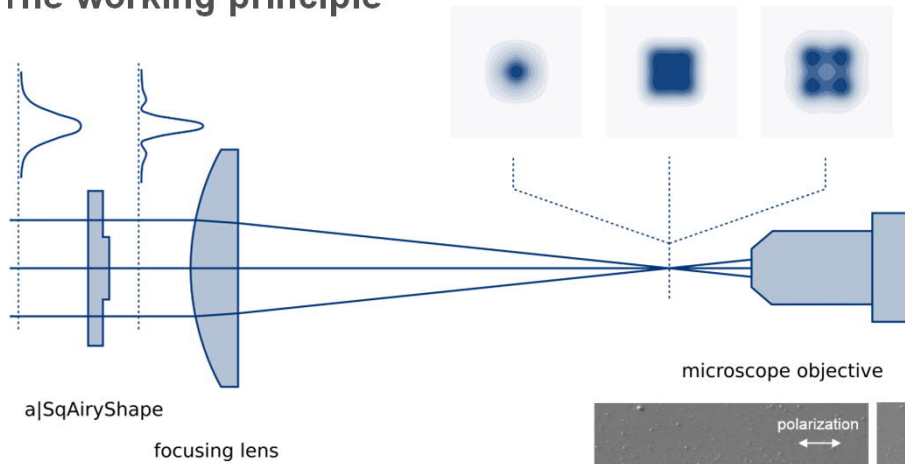 The working principle
microscope objective
a|SqAiryShape
polarization
focusing lens